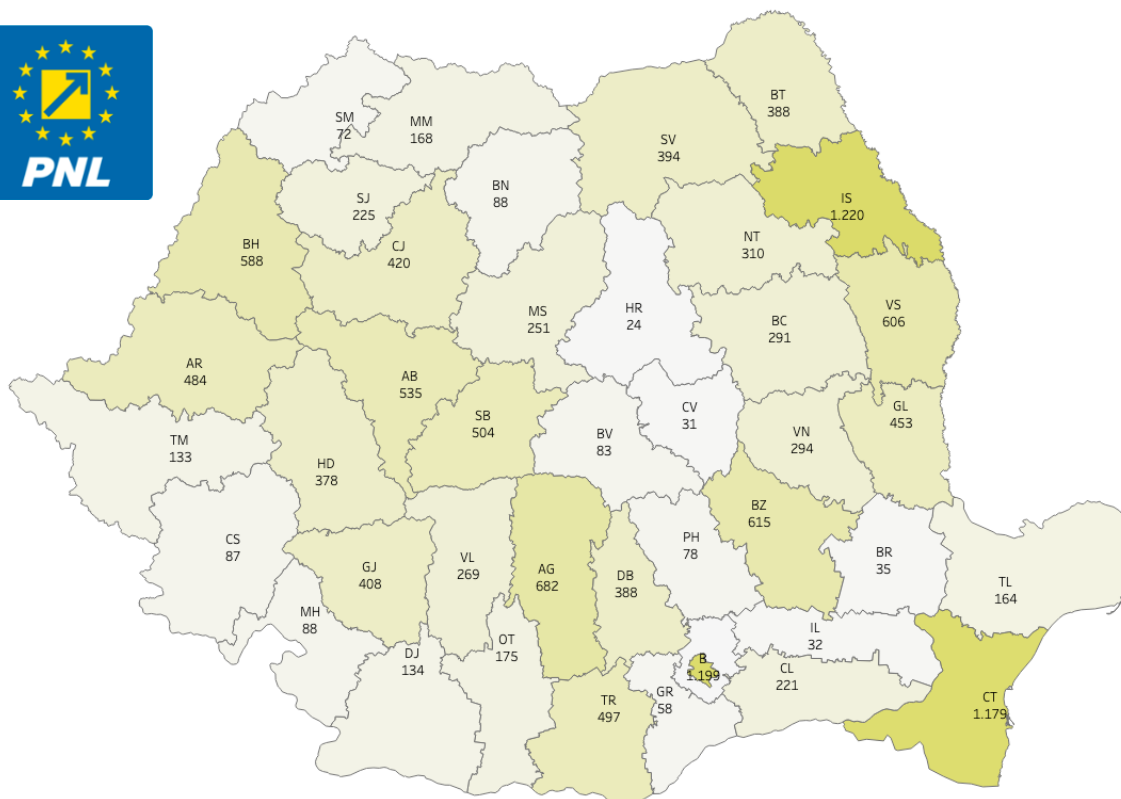 PNL
BT
388
SM
72
MM
168
SV
394
BN
88
SJ
225
IS
1.220
BH
588
CJ
420
NT
310
MS
251
HR
24
BC
291
VS
606
AR
484
AB
535
SB
504
CV
31
GL
453
TM
133
BV
83
VN
294
HD
378
BZ
615
CS
87
PH
78
BR
35
GJ
408
VL
269
AG
682
DB
388
TL
164
MH
88
OT
175
DJ
134
IL
32
B
1.199
CL
221
GR
58
TR
497
CT
1.179